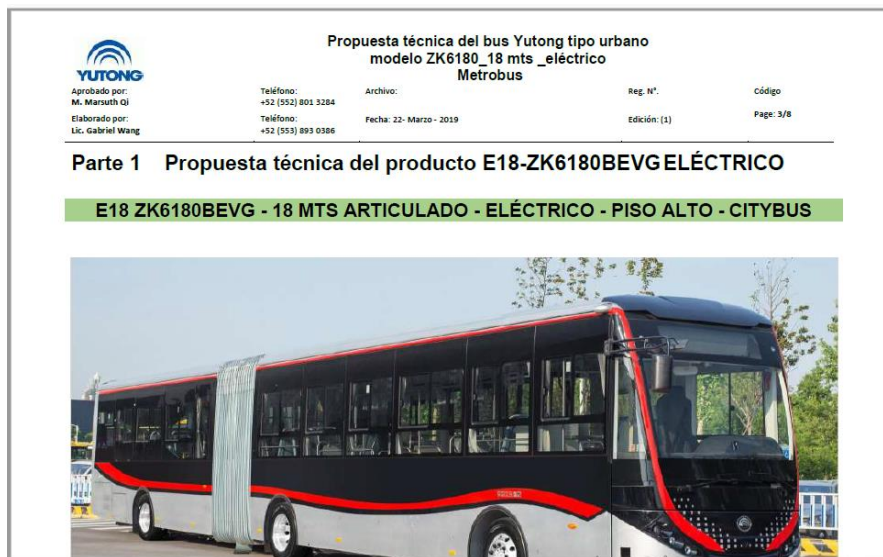 Propuesta técnica del bus Yutong tipo urbano
modelo ZK6180_18 mts _eléctrico
Metrobus
YUTONG
Aprobado por:
M. Marsuth Qi
Teléfono:
+52 (552) 801 3284
Archivo:
Reg. N°.
Código
Elaborado por:
Lic. Gabriel Wang
Teléfono:
+52 (553) 893 0386
Fecha: 22- Marzo - 2019
Edición: (1)
Page: 3/8
Parte 1 Propuesta técnica del producto E18-ZK6180BEVG ELÉCTRICO
E18 ZK6180BEVG - 18 MTS ARTICULADO - ELÉCTRICO - PISO ALTO - CITYBUS